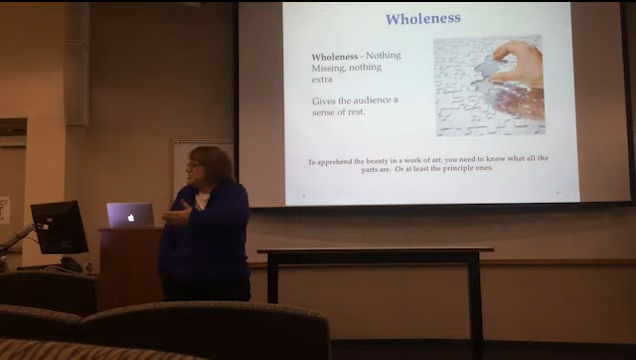 Wholeness
Wholeness - Nothing
Missing, nothing
extra
Gives the audience a
sense of rest.
To apprehend the beauty in a work of art, you need to know what all the
parts are. Or at least the principle ones.